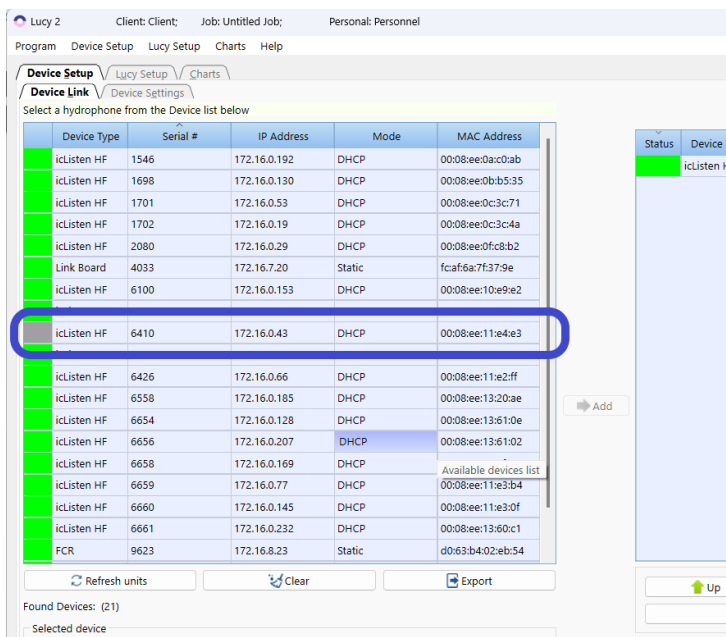 Lucy 2 Client: Client; Job: Untitled Job; Personal: Personnel
Program Device Setup Lucy Setup Charts Help
Device Setup Lucy Setup Charts
Device Link Device Settings
Select a hydrophone from the Device list below
Device Type Serial # IP Address Mode MAC Address
icListen HF 1546 172.16.0.192 DHCP 00:08:ee:0a:c0:ab
icListen HF 1698 172.16.0.130 DHCP 00:08:ee:0b:b5:35
icListen HF 1701 172.16.0.53 DHCP 00:08:ee:0c:3c:71
icListen HF 1702 172.16.0.19 DHCP 00:08:ee:0c:3c:4a
icListen HF 2080 172.16.0.29 DHCP 00:08:ee:0f:c8:b2
Link Board 4033 172.16.7.20 Static fc:af:6a:7f:37:9e
icListen HF 6100 172.16.0.153 DHCP 00:08:ee:10:e9:e2
icListen HF 6410 172.16.0.43 DHCP 00:08:ee:11:e4:e3
icListen HF 6426 172.16.0.66 DHCP 00:08:ee:11:e2:ff
icListen HF 6558 172.16.0.185 DHCP 00:08:ee:13:20:ae
icListen HF 6654 172.16.0.128 DHCP 00:08:ee:13:61:0e
icListen HF 6656 172.16.0.207 DHCP 00:08:ee:13:61:02
icListen HF 6658 172.16.0.169 DHCP
Available devices list
icListen HF 6659 172.16.0.77 DHCP 00:08:ee:11:e3:b4
icListen HF 6660 172.16.0.145 DHCP 00:08:ee:11:e3:0f
icListen HF 6661 172.16.0.232 DHCP 00:08:ee:13:60:c1
FCR 9623 172.16.8.23 Static d0:63:b4:02:eb:54
Refresh units Clear Export
Found Devices: (21)
Selected device
Add
Status Device
icListen
Up